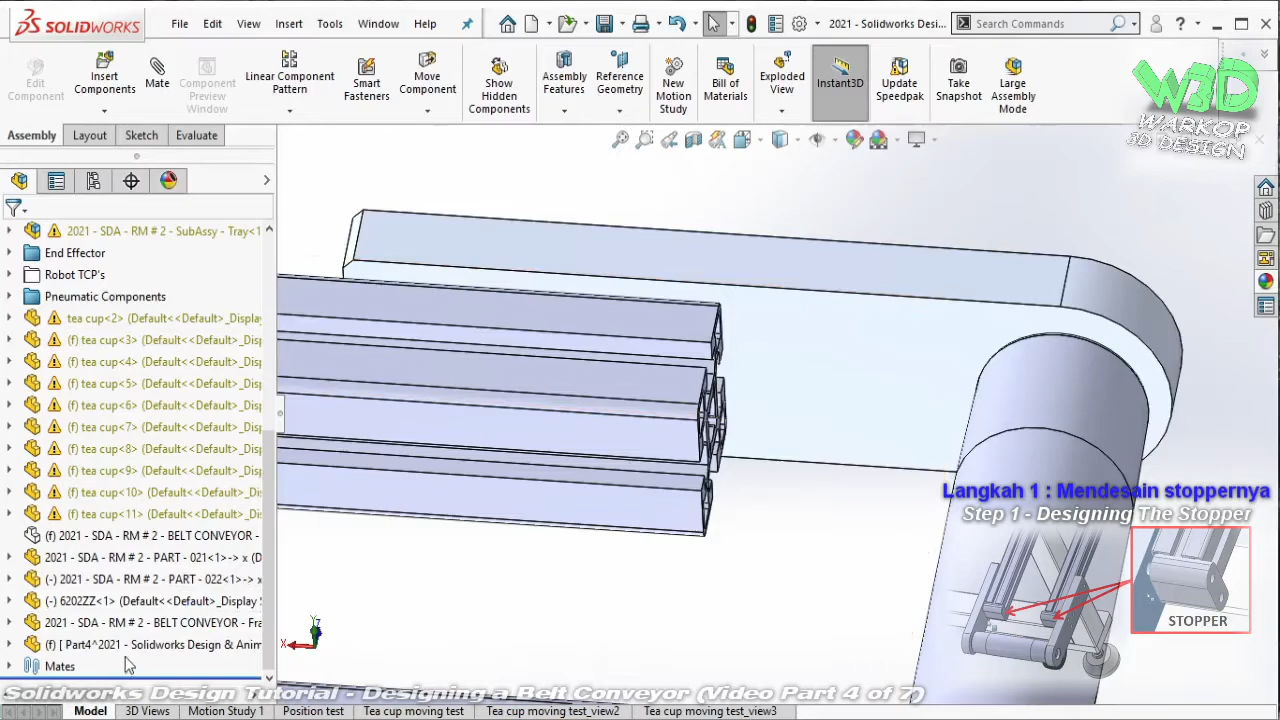 SOLIDWORKS
File Edit View Insert Tools Window Help
2021 - Solidworks Desi...
Search Commands
?
Edit Component
Insert Components
Mate
Component Preview Window
Linear Component Pattern
Smart Fasteners
Move Component
Show Hidden Components
Assembly Features
Reference Geometry
New Motion Study
Bill of Materials
Exploded View
Instant3D
Update Speedpak
Take Snapshot
Large Assembly Mode
W3D
WARKOP
3D DESIGN
Assembly Layout Sketch Evaluate
2021 - SDA - RM # 2 - SubAssy - Tray<1
End Effector
Robot TCP's
Pneumatic Components
tea cup<2> (Default<<Default>_Display
(f) tea cup<3> (Default<<Default>_Disp
(f) tea cup<4> (Default<<Default>_Disp
(f) tea cup<5> (Default<<Default>_Disp
(f) tea cup<6> (Default<<Default>_Disp
(f) tea cup<7> (Default<<Default>_Disp
(f) tea cup<8> (Default<<Default>_Disp
(f) tea cup<9> (Default<<Default>_Disp
(f) tea cup<10> (Default<<Default>_Dis
(f) tea cup<11> (Default<<Default>_Dis
(f) 2021 - SDA - RM # 2 - BELT CONVEYOR -
2021 - SDA - RM # 2 - PART - 021<1>-> x (D
(-) 2021 - SDA - RM # 2 - PART - 022<1>-> x
(-) 6202ZZ<1> (Default<<Default>_Display
2021 - SDA - RM # 2 - BELT CONVEYOR - Fra
(f) [ Part4^2021 - Solidworks Design & Anim
Mates
Y
Z
X
Langkah 1 : Mendesain stoppernya
Step 1 - Designing The Stopper
STOPPER
Solidworks Design Tutorial - Designing a Belt Conveyor (Video Part 4 of 7)
Model 3D Views Motion Study 1 Position test Tea cup moving test Tea cup moving test_view2 Tea cup moving test_view3